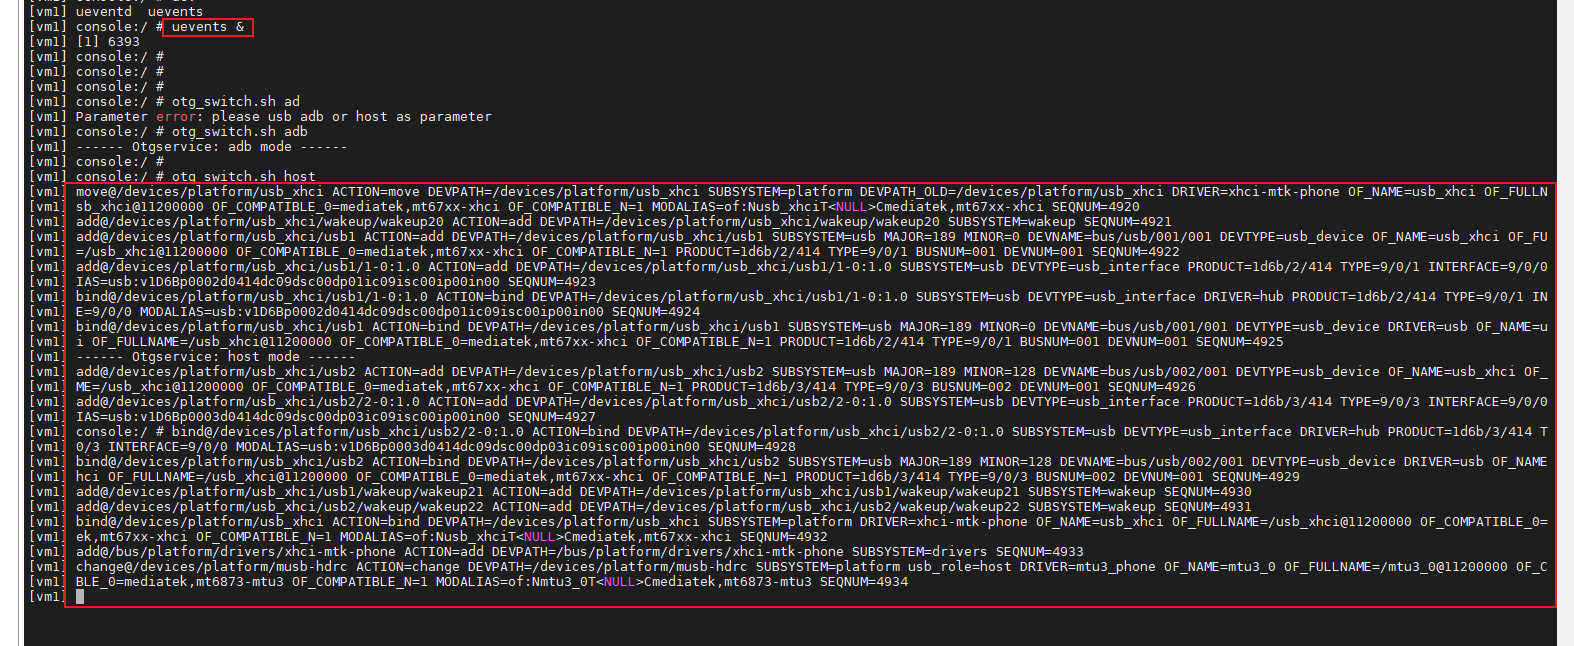 [vm1] ueventd  uevents
[vm1] console:/ # uevents &
[vm1] [1] 6393
[vm1] console:/ #
[vm1] console:/ #
[vm1] console:/ #
[vm1] console:/ # otg_switch.sh ad
[vm1] Parameter error: please usb adb or host as parameter
[vm1] console:/ # otg_switch.sh adb
[vm1] ------ Otgservice: adb mode ------
[vm1] console:/ #
[vm1] console:/ # otg_switch.sh host
[vm1] move@/devices/platform/usb_xhci ACTION=move DEVPATH=/devices/platform/usb_xhci SUBSYSTEM=platform DEVPATH_OLD=/devices/platform/usb_xhci DRIVER=xhci-mtk-phone OF_NAME=usb_xhci OF_FULLN
[vm1] sb_xhci@11200000 OF_COMPATIBLE_0=mediatek,mt67xx-xhci OF_COMPATIBLE_N=1 MODALIAS=of:Nusb_xhciT<NULL>Cmediatek,mt67xx-xhci SEQNUM=4920
[vm1] add@/devices/platform/usb_xhci/wakeup/wakeup20 ACTION=add DEVPATH=/devices/platform/usb_xhci/wakeup/wakeup20 SUBSYSTEM=wakeup SEQNUM=4921
[vm1] add@/devices/platform/usb_xhci/usb1 ACTION=add DEVPATH=/devices/platform/usb_xhci/usb1 SUBSYSTEM=usb MAJOR=189 MINOR=0 DEVNAME=bus/usb/001/001 DEVTYPE=usb_device OF_NAME=usb_xhci OF_FU
[vm1] =/usb_xhci@11200000 OF_COMPATIBLE_0=mediatek,mt67xx-xhci OF_COMPATIBLE_N=1 PRODUCT=1d6b/2/414 TYPE=9/0/1 BUSNUM=001 DEVNUM=001 SEQNUM=4922
[vm1] add@/devices/platform/usb_xhci/usb1/1-0:1.0 ACTION=add DEVPATH=/devices/platform/usb_xhci/usb1/1-0:1.0 SUBSYSTEM=usb DEVTYPE=usb_interface PRODUCT=1d6b/2/414 TYPE=9/0/1 INTERFACE=9/0/0
[vm1] IAS=usb:v1D6Bp0002d0414dc09dsc00dp01ic09isc00ip00in00 SEQNUM=4923
[vm1] bind@/devices/platform/usb_xhci/usb1/1-0:1.0 ACTION=bind DEVPATH=/devices/platform/usb_xhci/usb1/1-0:1.0 SUBSYSTEM=usb DEVTYPE=usb_interface DRIVER=hub PRODUCT=1d6b/2/414 TYPE=9/0/1 IN
[vm1] E=9/0/0 MODALIAS=usb:v1D6Bp0002d0414dc09dsc00dp01ic09isc00ip00in00 SEQNUM=4924
[vm1] bind@/devices/platform/usb_xhci/usb1 ACTION=bind DEVPATH=/devices/platform/usb_xhci/usb1 SUBSYSTEM=usb MAJOR=189 MINOR=0 DEVNAME=bus/usb/001/001 DEVTYPE=usb_device DRIVER=usb OF_NAME=u
[vm1] i OF_FULLNAME=/usb_xhci@11200000 OF_COMPATIBLE_0=mediatek,mt67xx-xhci OF_COMPATIBLE_N=1 PRODUCT=1d6b/2/414 TYPE=9/0/1 BUSNUM=001 DEVNUM=001 SEQNUM=4925
[vm1] ------ Otgservice: host mode ------
[vm1] add@/devices/platform/usb_xhci/usb2 ACTION=add DEVPATH=/devices/platform/usb_xhci/usb2 SUBSYSTEM=usb MAJOR=189 MINOR=128 DEVNAME=bus/usb/002/001 DEVTYPE=usb_device OF_NAME=usb_xhci OF_
[vm1] ME=/usb_xhci@11200000 OF_COMPATIBLE_0=mediatek,mt67xx-xhci OF_COMPATIBLE_N=1 PRODUCT=1d6b/3/414 TYPE=9/0/3 BUSNUM=002 DEVNUM=001 SEQNUM=4926
[vm1] add@/devices/platform/usb_xhci/usb2/2-0:1.0 ACTION=add DEVPATH=/devices/platform/usb_xhci/usb2/2-0:1.0 SUBSYSTEM=usb DEVTYPE=usb_interface PRODUCT=1d6b/3/414 TYPE=9/0/3 INTERFACE=9/0/0
[vm1] IAS=usb:v1D6Bp0003d0414dc09dsc00dp03ic09isc00ip00in00 SEQNUM=4927
[vm1] console:/ # bind@/devices/platform/usb_xhci/usb2/2-0:1.0 ACTION=bind DEVPATH=/devices/platform/usb_xhci/usb2/2-0:1.0 SUBSYSTEM=usb DEVTYPE=usb_interface DRIVER=hub PRODUCT=1d6b/3/414 T
[vm1] 0/3 INTERFACE=9/0/0 MODALIAS=usb:v1D6Bp0003d0414dc09dsc00dp03ic09isc00ip00in00 SEQNUM=4928
[vm1] bind@/devices/platform/usb_xhci/usb2 ACTION=bind DEVPATH=/devices/platform/usb_xhci/usb2 SUBSYSTEM=usb MAJOR=189 MINOR=128 DEVNAME=bus/usb/002/001 DEVTYPE=usb_device DRIVER=usb OF_NAME
[vm1] hci OF_FULLNAME=/usb_xhci@11200000 OF_COMPATIBLE_0=mediatek,mt67xx-xhci OF_COMPATIBLE_N=1 PRODUCT=1d6b/3/414 TYPE=9/0/3 BUSNUM=002 DEVNUM=001 SEQNUM=4929
[vm1] add@/devices/platform/usb_xhci/usb1/wakeup/wakeup21 ACTION=add DEVPATH=/devices/platform/usb_xhci/usb1/wakeup/wakeup21 SUBSYSTEM=wakeup SEQNUM=4930
[vm1] add@/devices/platform/usb_xhci/usb2/wakeup/wakeup22 ACTION=add DEVPATH=/devices/platform/usb_xhci/usb2/wakeup/wakeup22 SUBSYSTEM=wakeup SEQNUM=4931
[vm1] bind@/devices/platform/usb_xhci ACTION=bind DEVPATH=/devices/platform/usb_xhci SUBSYSTEM=platform DRIVER=xhci-mtk-phone OF_NAME=usb_xhci OF_FULLNAME=/usb_xhci@11200000 OF_COMPATIBLE_0=
[vm1] ek,mt67xx-xhci OF_COMPATIBLE_N=1 MODALIAS=of:Nusb_xhciT<NULL>Cmediatek,mt67xx-xhci SEQNUM=4932
[vm1] add@/bus/platform/drivers/xhci-mtk-phone ACTION=add DEVPATH=/bus/platform/drivers/xhci-mtk-phone SUBSYSTEM=drivers SEQNUM=4933
[vm1] change@/devices/platform/musb-hdrc ACTION=change DEVPATH=/devices/platform/musb-hdrc SUBSYSTEM=platform usb_role=host DRIVER=mtu3_phone OF_NAME=mtu3_0 OF_FULLNAME=/mtu3_0@11200000 OF_C
[vm1] BLE_0=mediatek,mt6873-mtu3 OF_COMPATIBLE_N=1 MODALIAS=of:Nmtu3_0T<NULL>Cmediatek,mt6873-mtu3 SEQNUM=4934
[vm1]